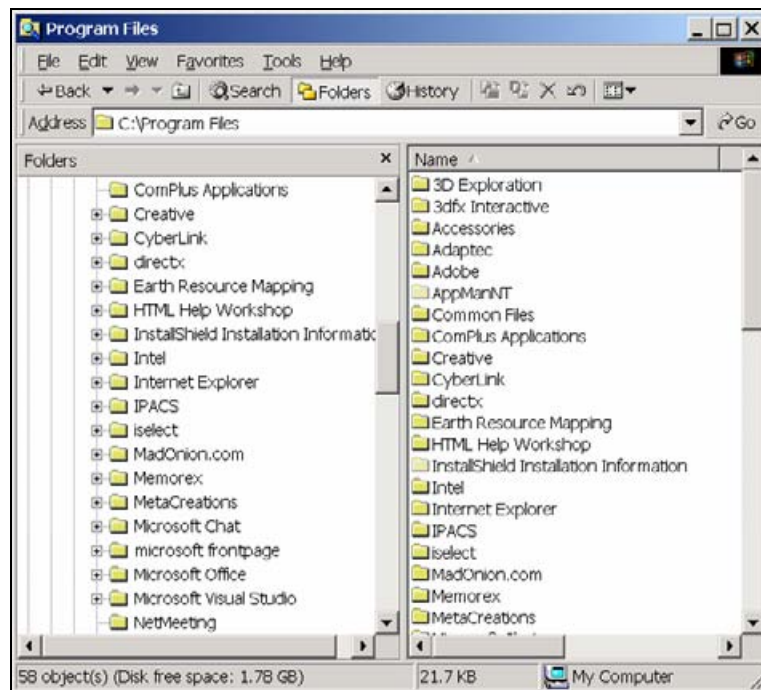 Program Files
File Edit View Favorites Tools Help
Back Search Folders History
Address C:\Program Files Go
Folders
ComPlus Applications
Creative
CyberLink
directx
Earth Resource Mapping
HTML Help Workshop
InstallShield Installation Informatic
Intel
Internet Explorer
IPACS
iselect
MadOnion.com
Memorex
MetaCreations
Microsoft Chat
microsoft frontpage
Microsoft Office
Microsoft Visual Studio
NetMeeting
Name
3D Exploration
3dfx Interactive
Accessories
Adaptec
Adobe
AppManNT
Common Files
ComPlus Applications
Creative
CyberLink
directx
Earth Resource Mapping
HTML Help Workshop
InstallShield Installation Information
Intel
Internet Explorer
IPACS
iselect
MadOnion.com
Memorex
MetaCreations
58 object(s) (Disk free space: 1.78 GB) 21.7 KB My Computer